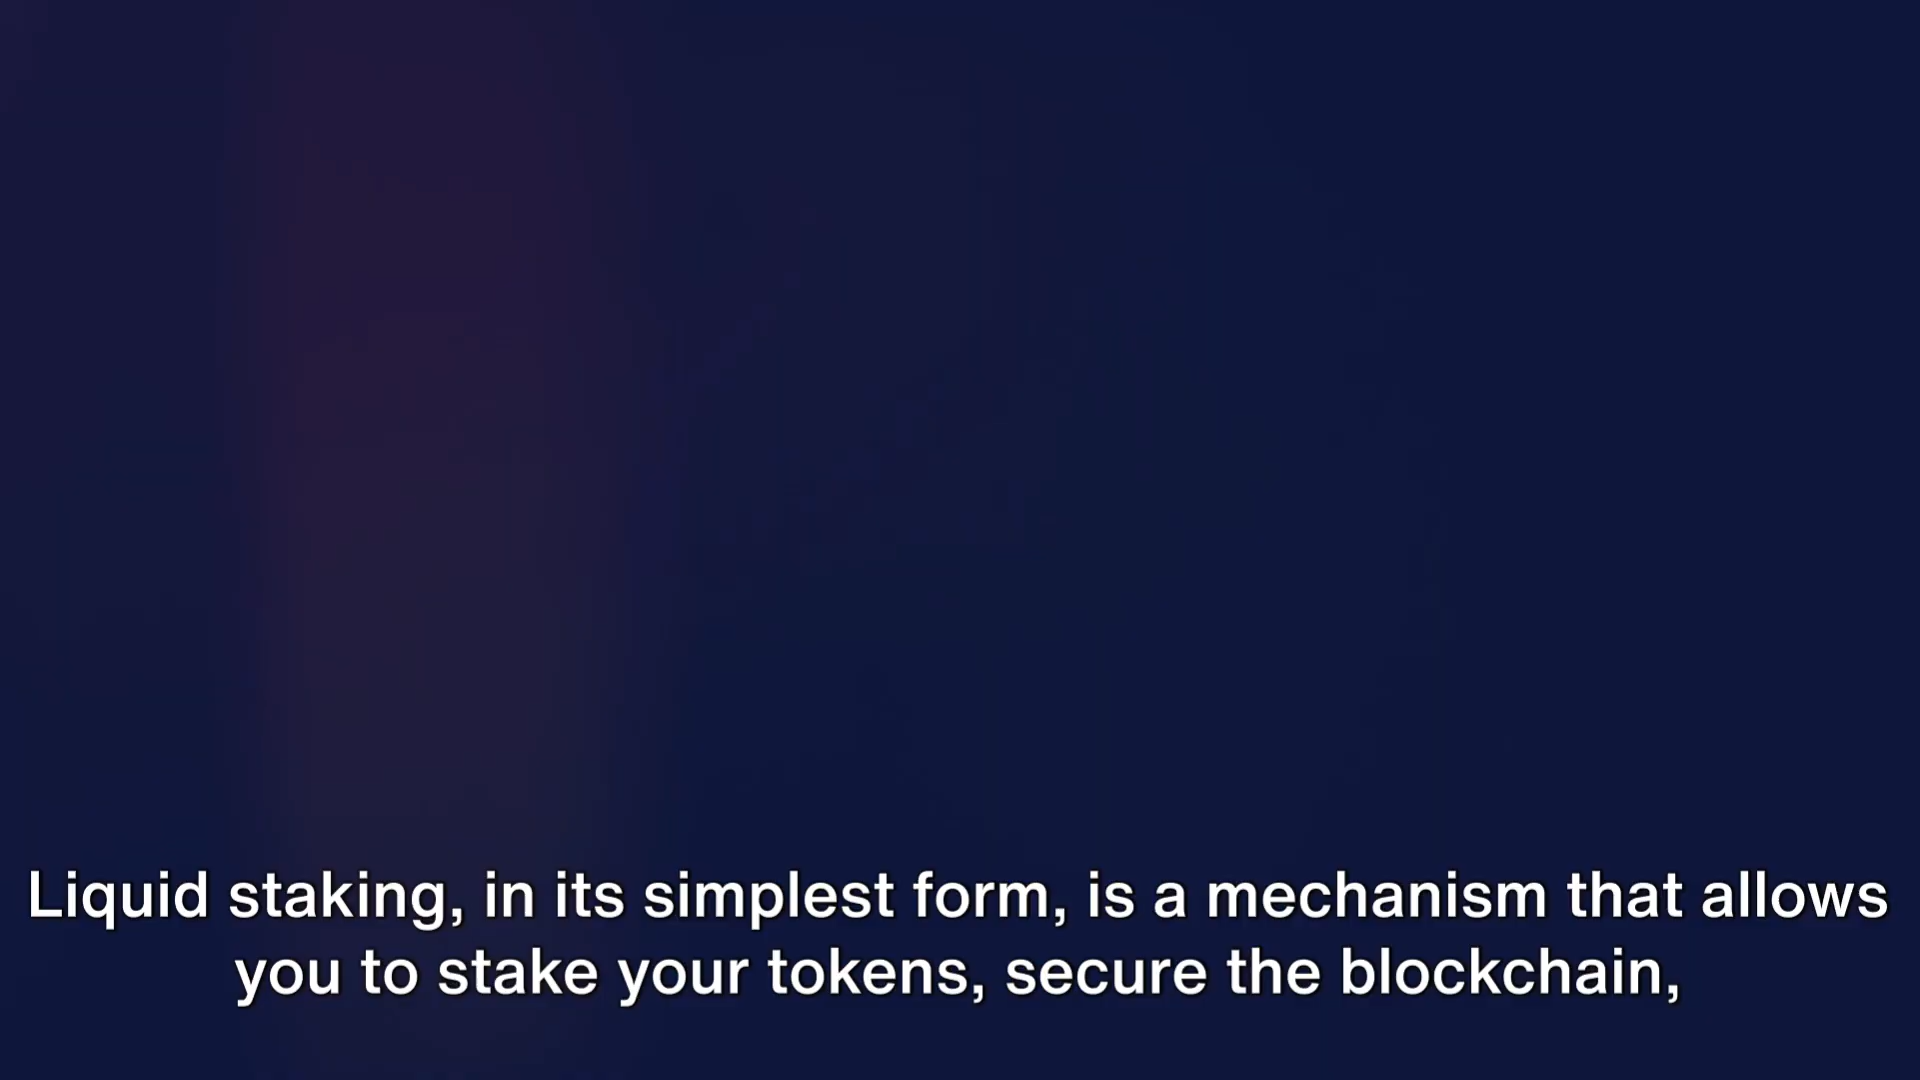 Liquid staking, in its simplest form, is a mechanism that allows
you to stake your tokens, secure the blockchain,